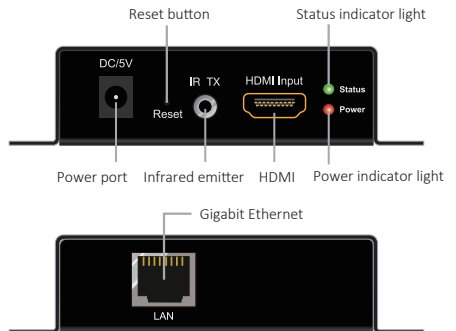 Reset button
Status indicator light
DC/5V
IR TX
HDMI Input
Status
Reset
Power
Power port
Infrared emitter
HDMI
Power indicator light
Gigabit Ethernet
LAN